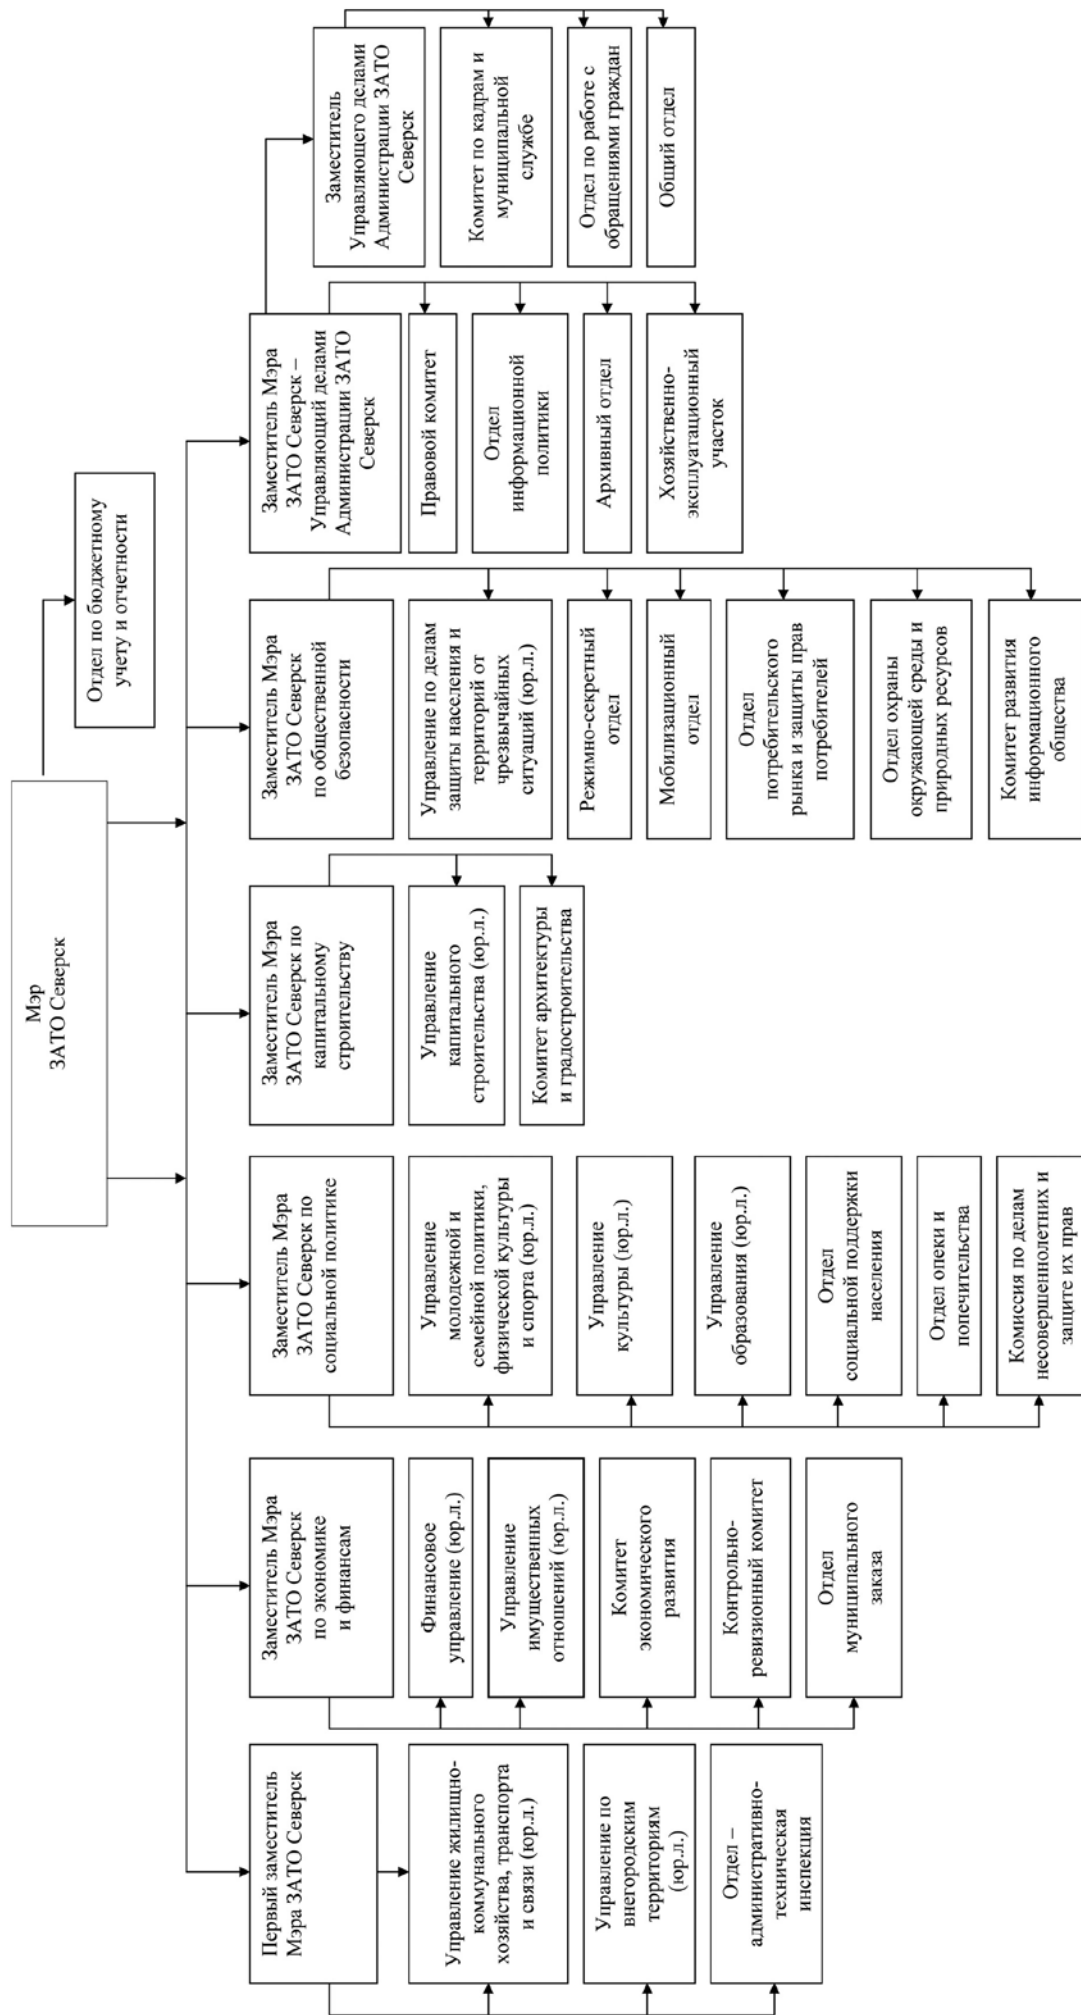 Мэр
ЗАТО Северск
Отдел по бюджетному
учету и отчетности
Первый заместитель
Мэра ЗАТО Северск
Управление жилищно-
коммунального
хозяйства, транспорта
и связи (юр.л.)
Управление по
внегородским
территориям
(юр.л.)
Отдел –
административно-
техническая
инспекция
Заместитель Мэра
ЗАТО Северск
по экономике
и финансам
Финансовое
управление (юр.л.)
Управление
имущественных
отношений (юр.л.)
Комитет
экономического
развития
Контрольно-
ревизионный комитет
Отдел
муниципального
заказа
Заместитель Мэра
ЗАТО Северск по
социальной политике
Управление
молодежной и
семейной политики,
физической культуры
и спорта (юр.л.)
Управление
культуры (юр.л.)
Управление
образования (юр.л.)
Отдел
социальной поддержки
населения
Отдел опеки и
попечительства
Комиссия по делам
несовершеннолетних и
защите их прав
Заместитель Мэра
ЗАТО Северск по
капитальному
строительству
Управление
капитального
строительства (юр.л.)
Комитет архитектуры
и градостроительства
Заместитель Мэра
ЗАТО Северск
по общественной
безопасности
Управление по делам
защиты населения и
территорий от
чрезвычайных
ситуаций (юр.л.)
Режимно-секретный
отдел
Мобилизационный
отдел
Отдел
потребительского
рынка и защиты прав
потребителей
Отдел охраны
окружающей среды и
природных ресурсов
Комитет развития
информационного
общества
Заместитель Мэра
ЗАТО Северск –
Управляющий делами
Администрации ЗАТО
Северск
Правовой комитет
Отдел
информационной
политики
Архивный отдел
Хозяйственно-
эксплуатационный
участок
Заместитель
Управляющего делами
Администрации ЗАТО
Северск
Комитет по кадрам и
муниципальной
службе
Отдел по работе с
обращениями граждан
Общий отдел